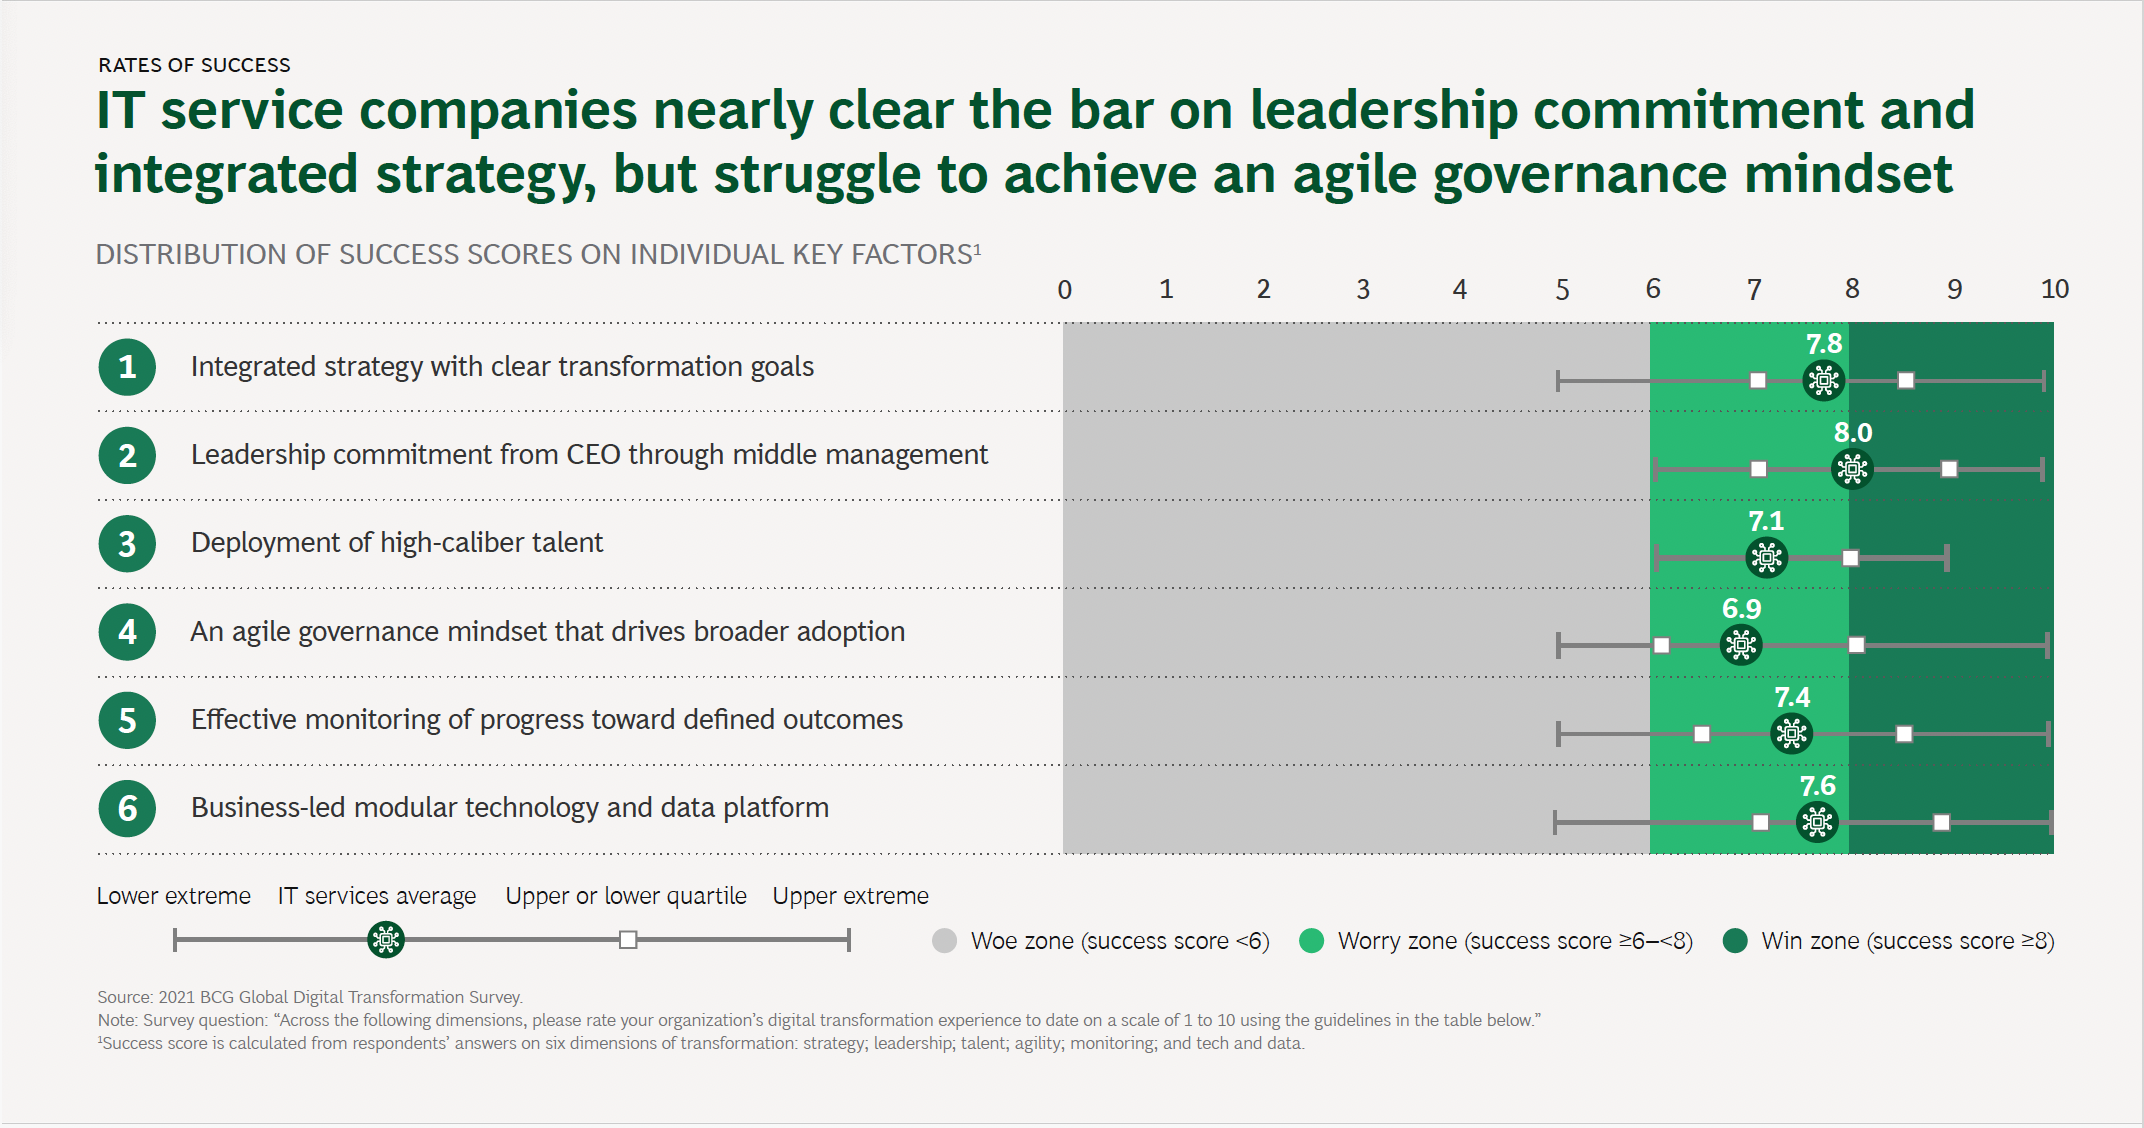 RATES OF SUCCESS
IT service companies nearly clear the bar on leadership commitment and
integrated strategy, but struggle to achieve an agile governance mindset
DISTRIBUTION OF SUCCESS SCORES ON INDIVIDUAL KEY FACTORS¹
0 1 2 3 4 5 6 7 8 9 10
1 Integrated strategy with clear transformation goals 7.8
2 Leadership commitment from CEO through middle management 8.0
3 Deployment of high-caliber talent 7.1
4 An agile governance mindset that drives broader adoption 6.9
5 Effective monitoring of progress toward defined outcomes 7.4
6 Business-led modular technology and data platform 7.6
Lower extreme IT services average Upper or lower quartile Upper extreme
Woe zone (success score <6) Worry zone (success score ≥6–<8) Win zone (success score ≥8)
Source: 2021 BCG Global Digital Transformation Survey.
Note: Survey question: “Across the following dimensions, please rate your organization’s digital transformation experience to date on a scale of 1 to 10 using the guidelines in the table below.”
¹Success score is calculated from respondents’ answers on six dimensions of transformation: strategy; leadership; talent; agility; monitoring; and tech and data.